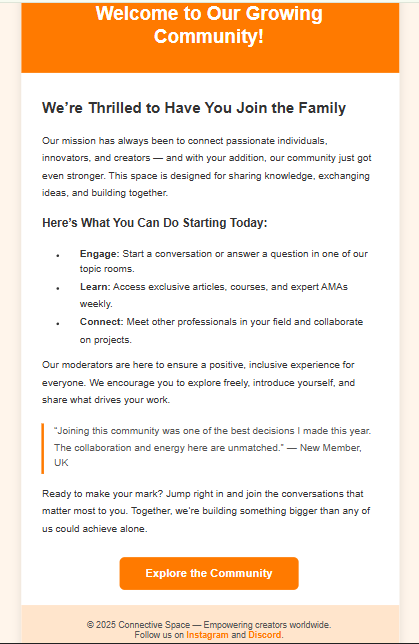 Welcome to Our Growing
Community!
We’re Thrilled to Have You Join the Family
Our mission has always been to connect passionate individuals,
innovators, and creators — and with your addition, our community just got
even stronger. This space is designed for sharing knowledge, exchanging
ideas, and building together.
Here’s What You Can Do Starting Today:
• Engage: Start a conversation or answer a question in one of our
topic rooms.
• Learn: Access exclusive articles, courses, and expert AMAs
weekly.
• Connect: Meet other professionals in your field and collaborate
on projects.
Our moderators are here to ensure a positive, inclusive experience for
everyone. We encourage you to explore freely, introduce yourself, and
share what drives your work.
“Joining this community was one of the best decisions I made this year.
The collaboration and energy here are unmatched.” — New Member,
UK
Ready to make your mark? Jump right in and join the conversations that
matter most to you. Together, we’re building something bigger than any of
us could achieve alone.
Explore the Community
© 2025 Connective Space — Empowering creators worldwide.
Follow us on Instagram and Discord.